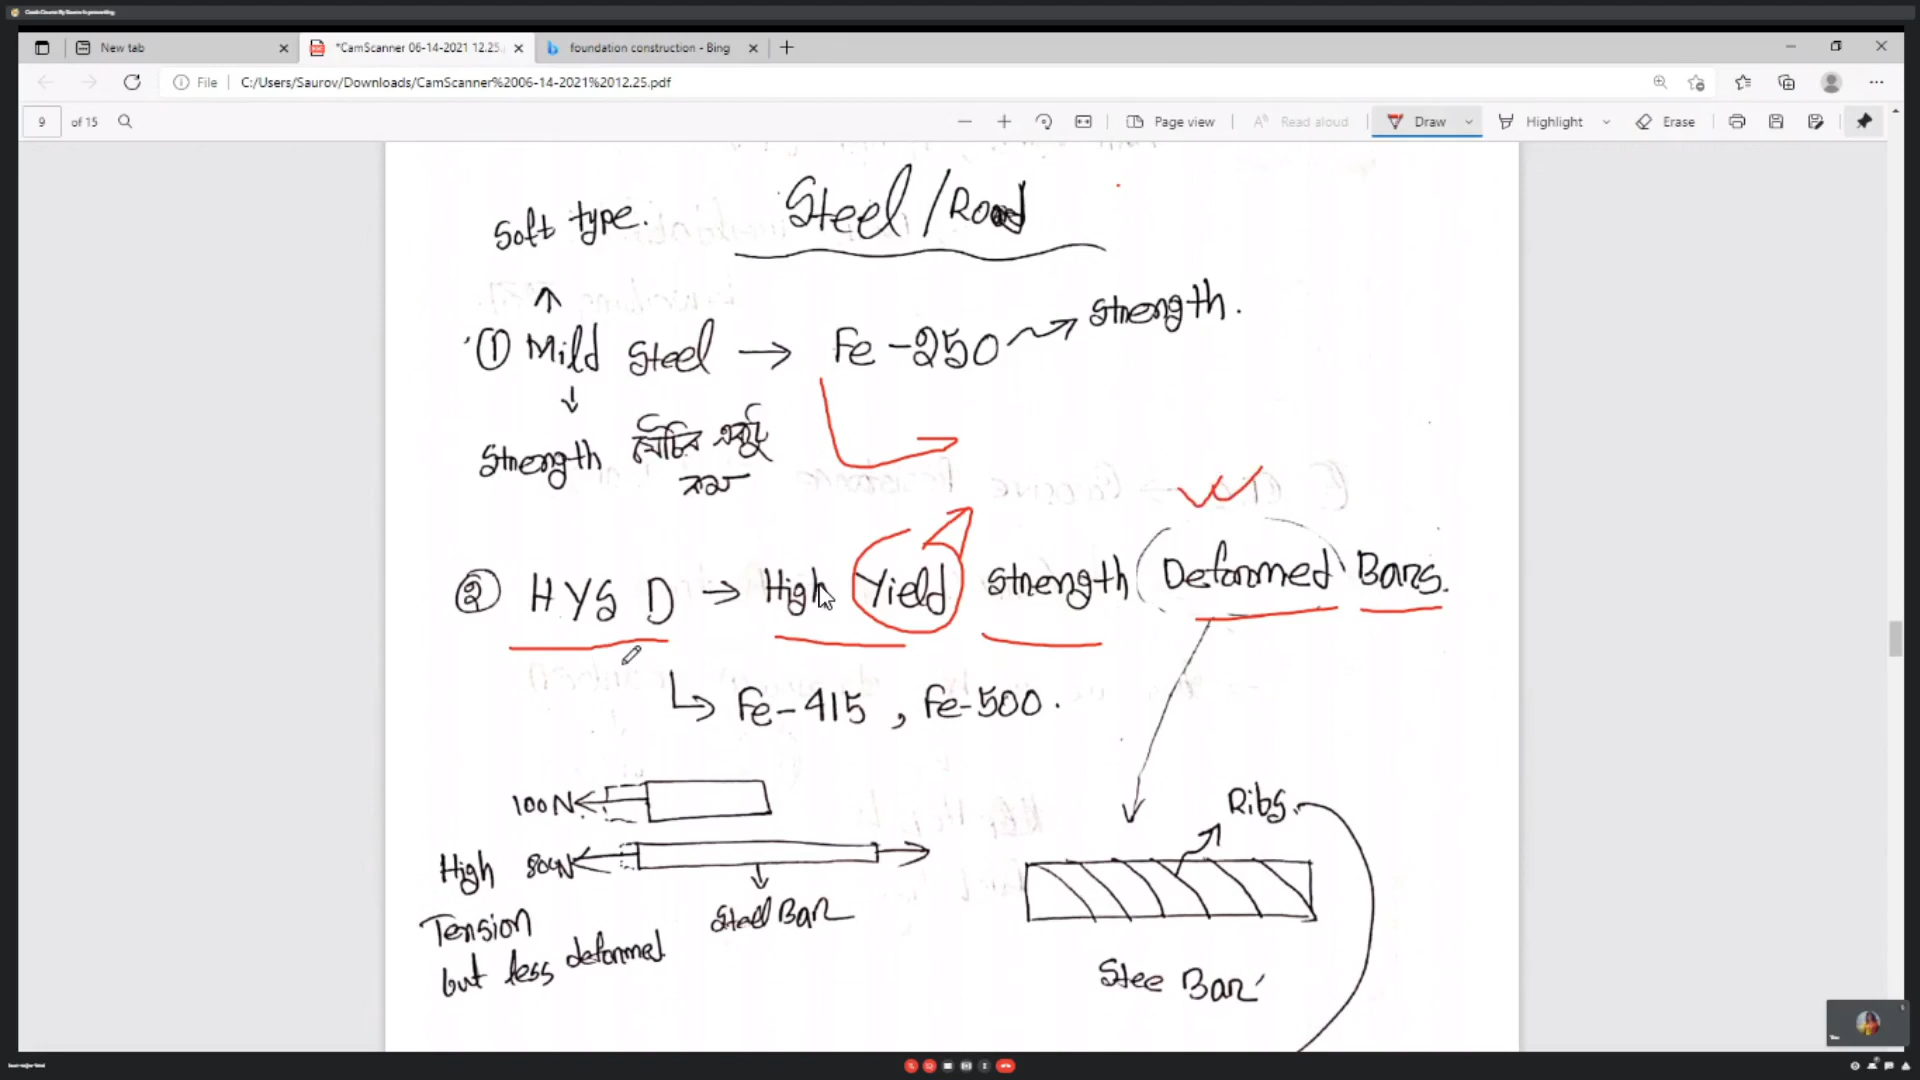 New tab
*CamScanner 06-14-2021 12.25.
foundation construction - Bing
File
C:/Users/Saurov/Downloads/CamScanner%2006-14-2021%2012.25.pdf
9 of 15
Page view
Read aloud
Draw
Highlight
Erase
Soft type.
Steel/Rod
① Mild Steel → Fe-250
Strength.
Strength
একটু
② HYSD → High Yield Strength Deformed Bars.
Fe-415, Fe-500.
100N
Ribs.
High
Tension
but less deformed
Steel Bar
Stee Bar